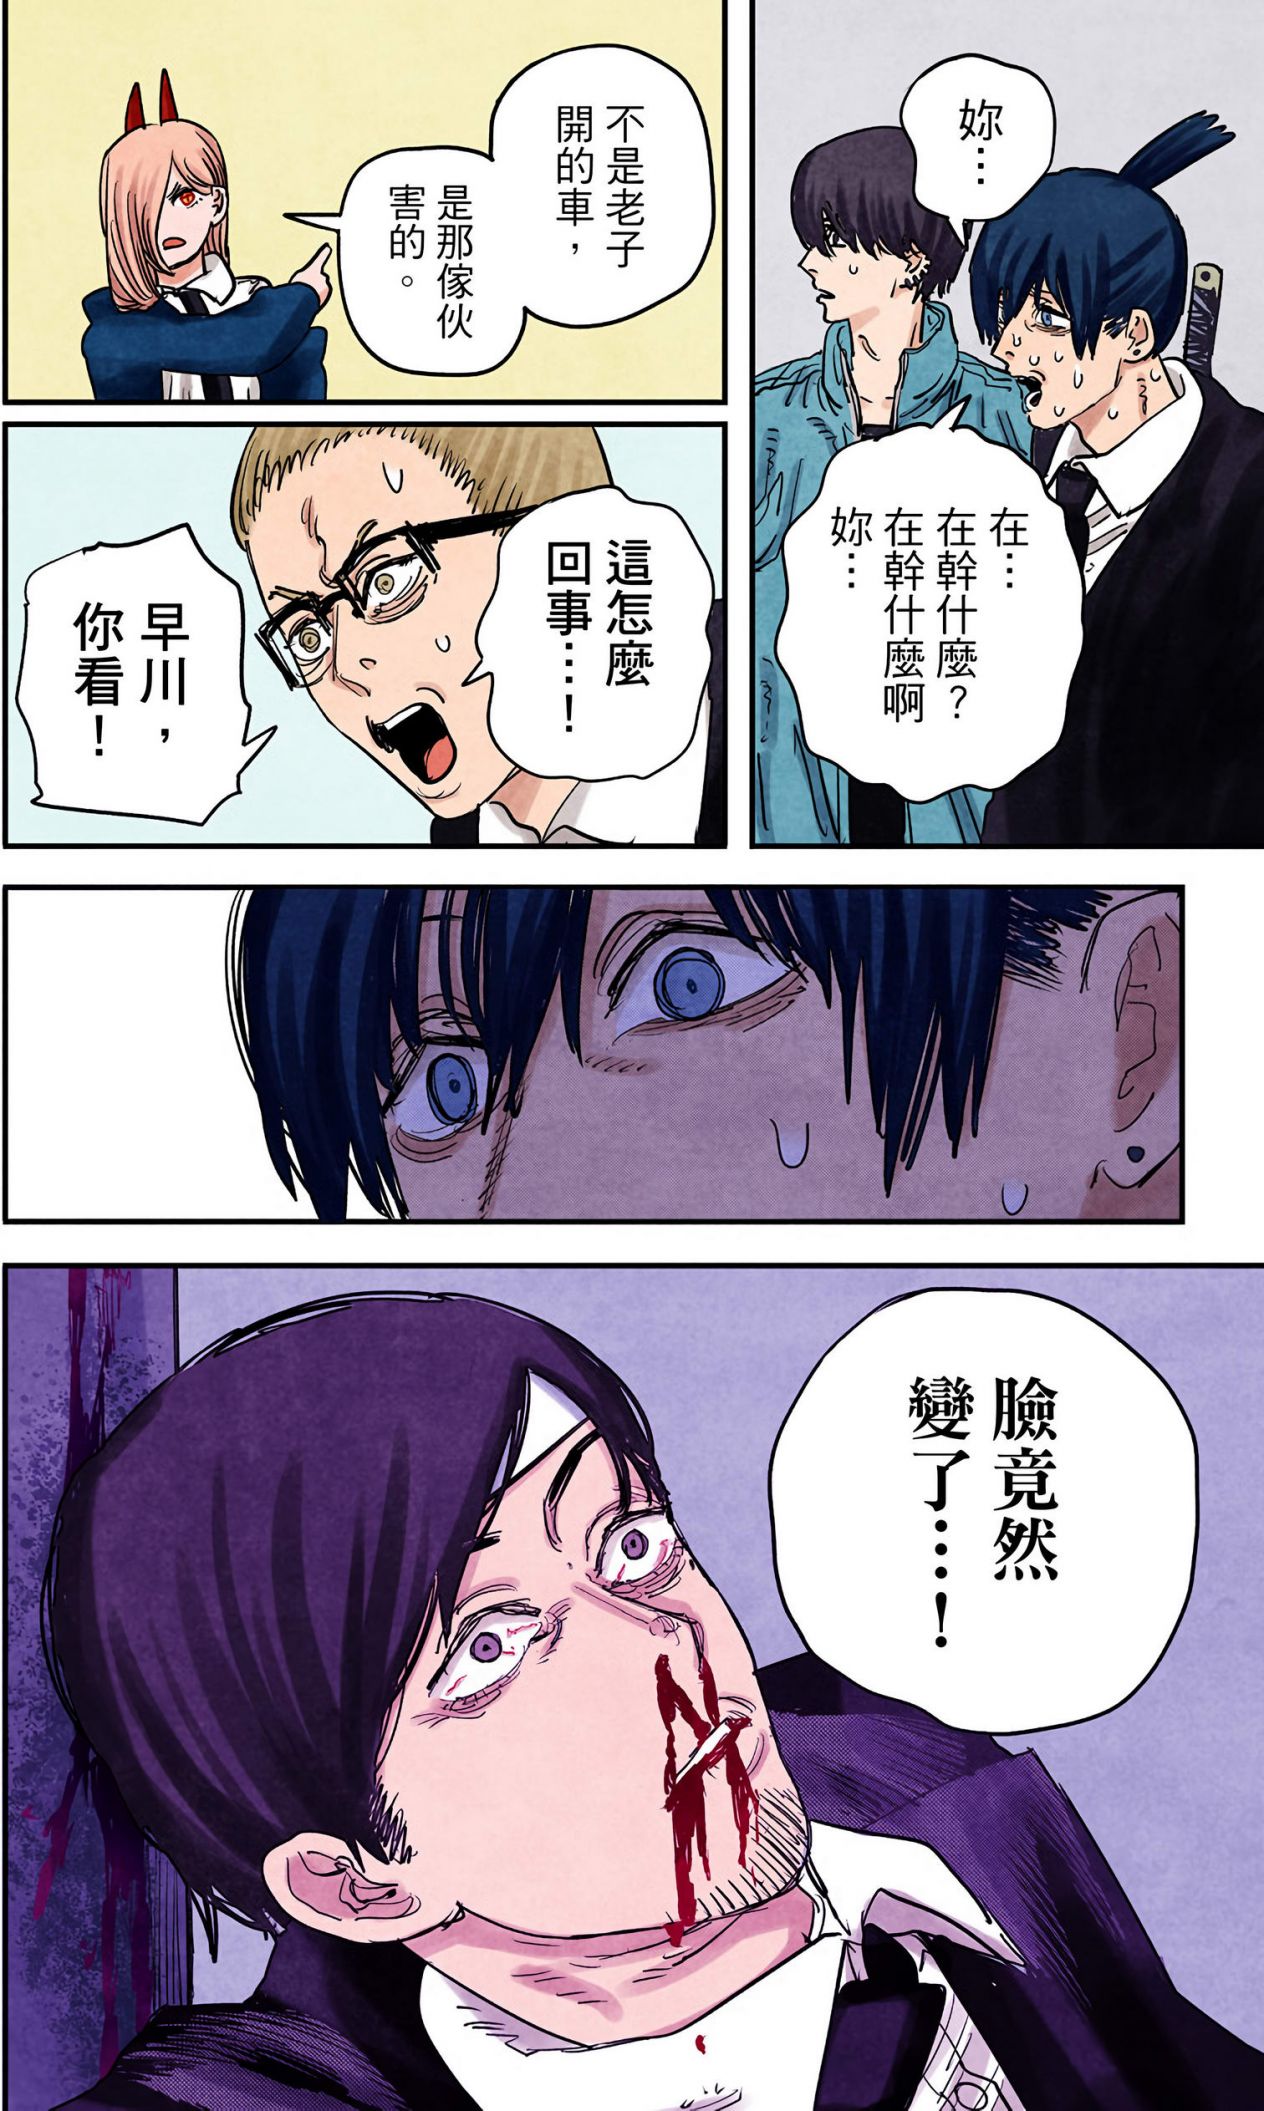 妳⋯
在⋯
在幹什麼？
在幹什麼啊
妳⋯
不是老子
開的車，
是那傢伙
害的。
這怎麼
回事⋯⋯！
早川，
你看！
臉竟然
變了⋯⋯！